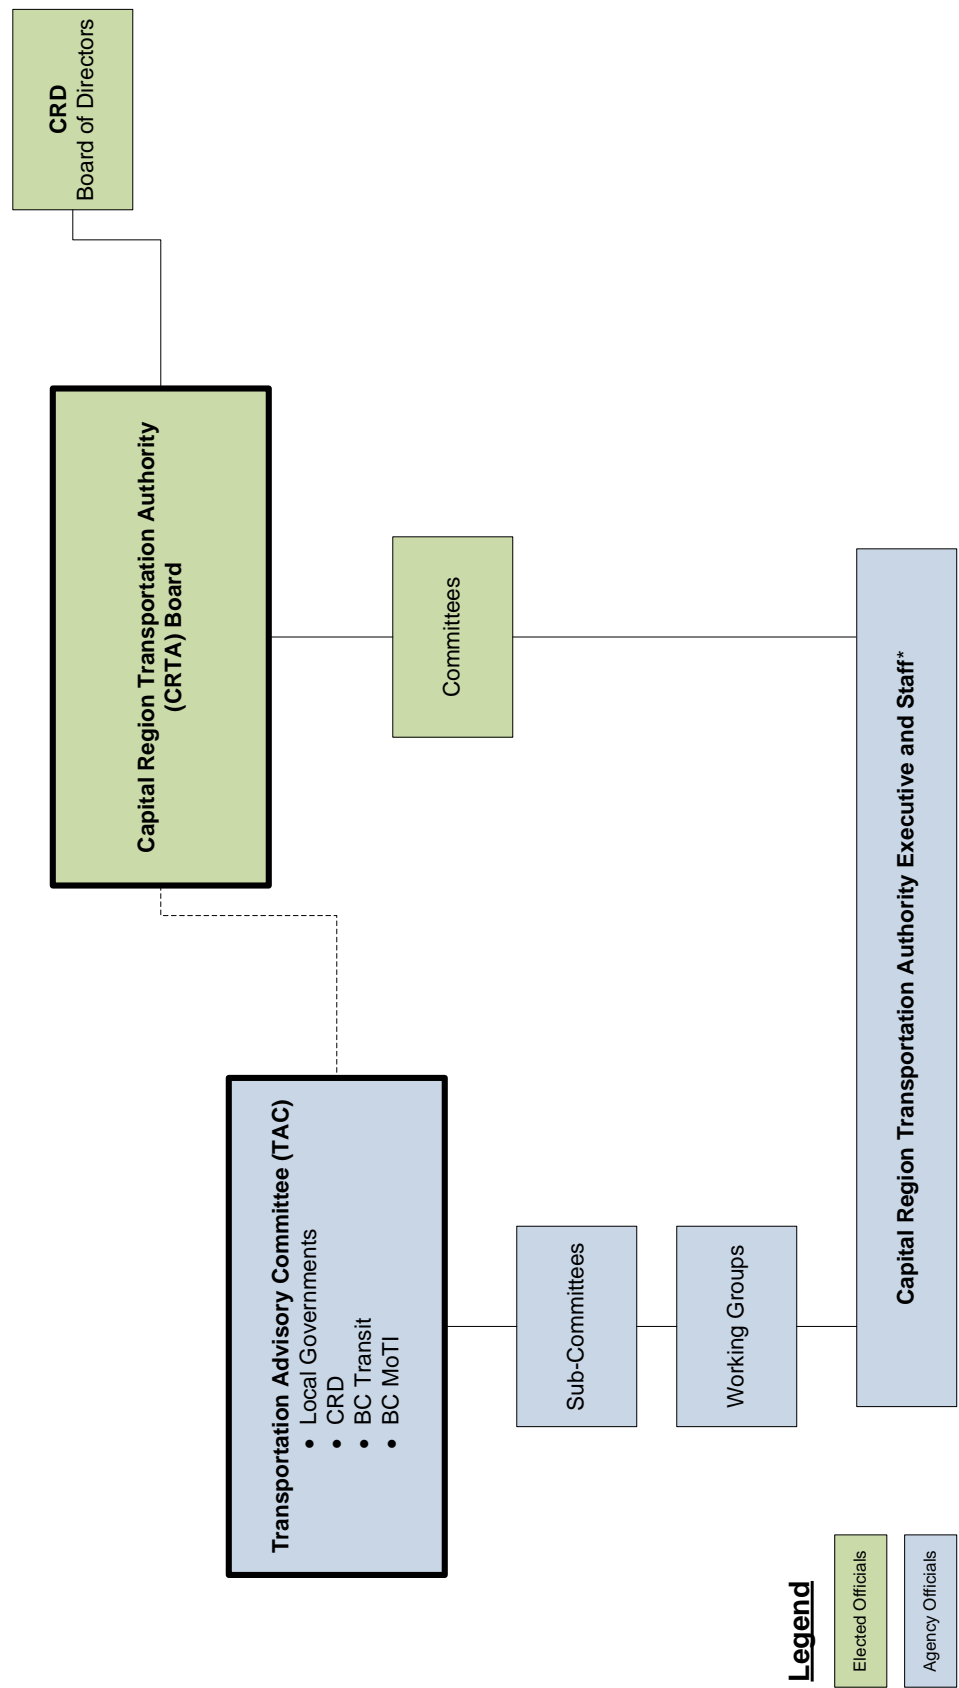 CRD
Board of Directors
Capital Region Transportation Authority
(CRTA) Board
Transportation Advisory Committee (TAC)
• Local Governments
• CRD
• BC Transit
• BC MoTI
Committees
Sub-Committees
Working Groups
Capital Region Transportation Authority Executive and Staff*
Legend
Elected Officials
Agency Officials